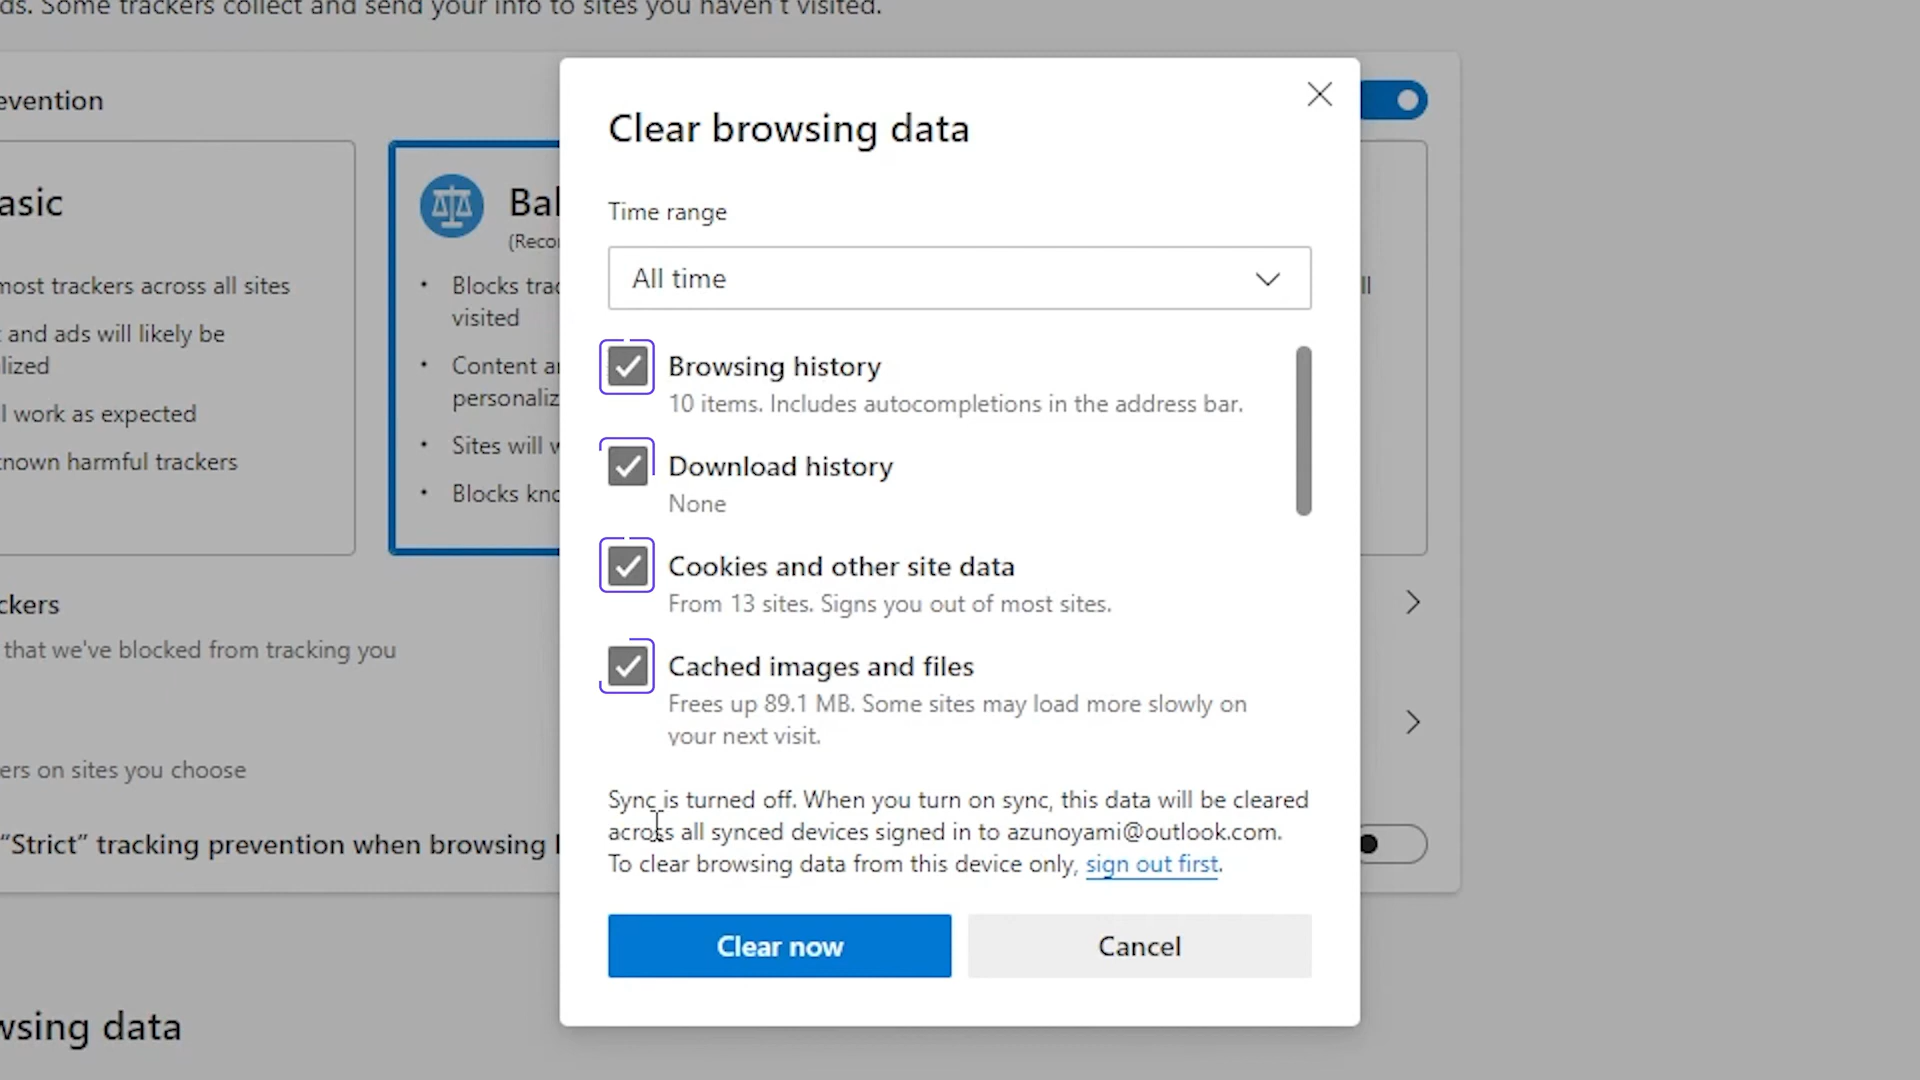 ds. Some trackers collect and send your info to sites you haven't visited.
evention
asic
most trackers across all sites
and ads will likely be
lized
l work as expected
known harmful trackers
Bal
(Recor
Blocks trac
visited
Content an
personaliz
Sites will w
Blocks kno
ll
ckers
that we've blocked from tracking you
ers on sites you choose
"Strict" tracking prevention when browsing I
wsing data
Clear browsing data
Time range
All time
Browsing history
10 items. Includes autocompletions in the address bar.
Download history
None
Cookies and other site data
From 13 sites. Signs you out of most sites.
Cached images and files
Frees up 89.1 MB. Some sites may load more slowly on
your next visit.
Sync is turned off. When you turn on sync, this data will be cleared
across all synced devices signed in to azunoyami@outlook.com.
To clear browsing data from this device only, sign out first.
Clear now
Cancel